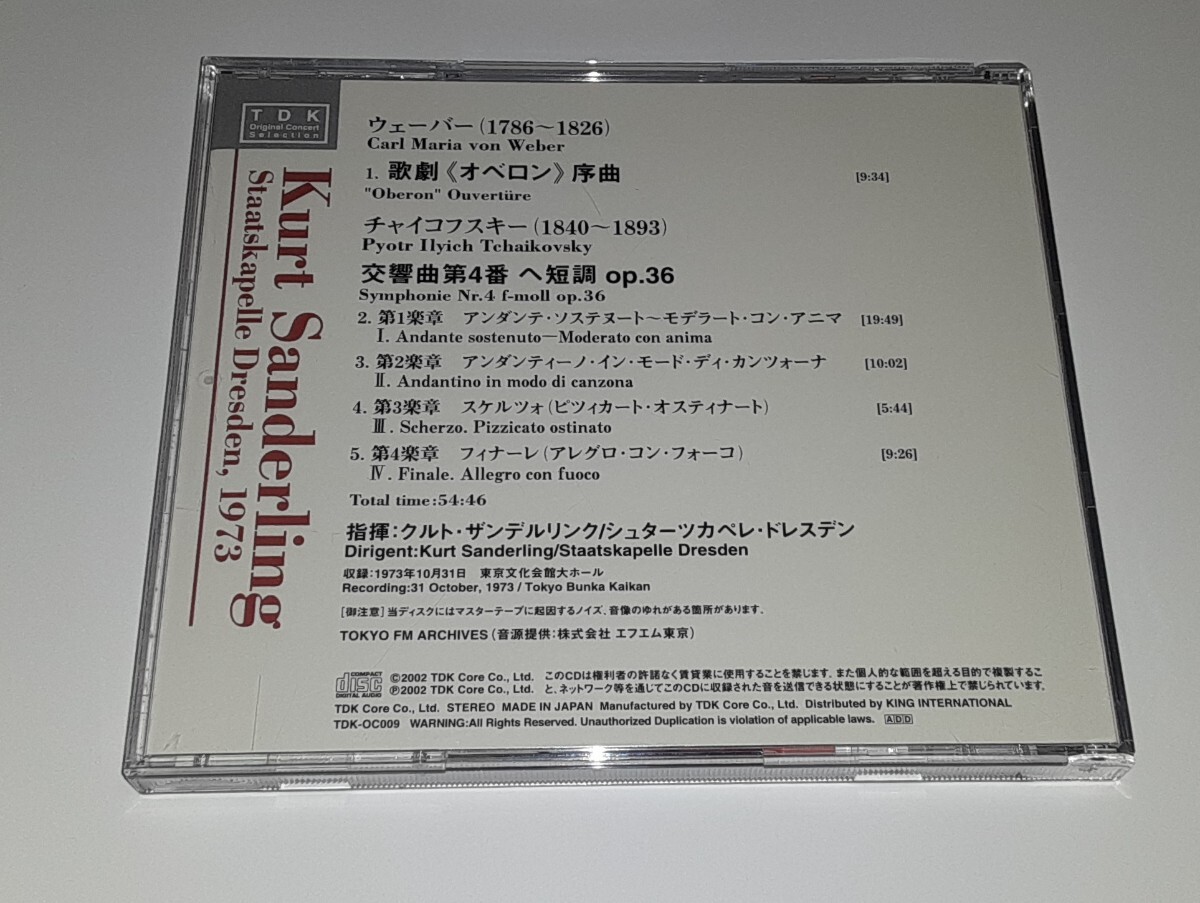 TDK
Original Concert
Selection
Kurt Sanderling
Staatskapelle Dresden, 1973
ウェーバー(1786〜1826)
Carl Maria von Weber
1. 歌劇《オベロン》序曲 [9:34]
"Oberon" Ouvertüre
チャイコフスキー(1840〜1893)
Pyotr Ilyich Tchaikovsky
交響曲第4番 ヘ短調 op.36
Symphonie Nr.4 f-moll op.36
2. 第1楽章 アンダンテ・ソステヌート〜モデラート・コン・アニマ [19:49]
I. Andante sostenuto—Moderato con anima
3. 第2楽章 アンダンティーノ・イン・モード・ディ・カンツォーナ [10:02]
II. Andantino in modo di canzona
4. 第3楽章 スケルツォ(ピツィカート・オスティナート) [5:44]
III. Scherzo. Pizzicato ostinato
5. 第4楽章 フィナーレ(アレグロ・コン・フォーコ) [9:26]
IV. Finale. Allegro con fuoco
Total time:54:46
指揮:クルト・ザンデルリンク/シュターツカペレ・ドレスデン
Dirigent:Kurt Sanderling/Staatskapelle Dresden
収録:1973年10月31日 東京文化会館大ホール
Recording:31 October, 1973 / Tokyo Bunka Kaikan
[御注意]当ディスクにはマスターテープに起因するノイズ、音像のゆれがある箇所があります。
TOKYO FM ARCHIVES(音源提供:株式会社 エフエム東京)
COMPACT disc DIGITAL AUDIO
©2002 TDK Core Co., Ltd. このCDは権利者の許諾なく賃貸業に使用することを禁じます。また個人的な範囲を超える目的で複製するこ
℗2002 TDK Core Co., Ltd. と、ネットワーク等を通じてこのCDに収録された音を送信できる状態にすることが著作権上で禁じられています。
TDK Core Co., Ltd. STEREO MADE IN JAPAN Manufactured by TDK Core Co., Ltd. Distributed by KING INTERNATIONAL
TDK-OC009 WARNING:All Rights Reserved. Unauthorized Duplication is violation of applicable laws. ADD